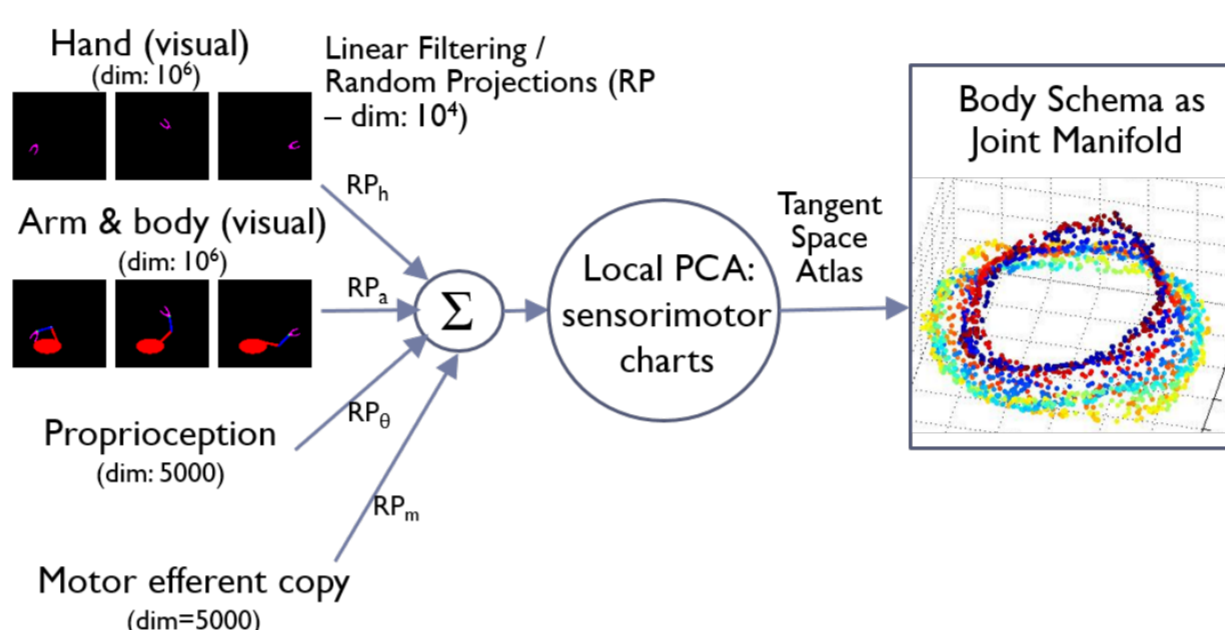 Hand (visual)
(dim: 10⁶)
Linear Filtering /
Random Projections (RP
– dim: 10⁴)
RPₕ
Arm & body (visual)
(dim: 10⁶)
RPₐ
Proprioception
(dim: 5000)
RP_θ
Motor efferent copy
(dim=5000)
RPₘ
Σ
Local PCA:
sensorimotor
charts
Tangent
Space
Atlas
Body Schema as
Joint Manifold